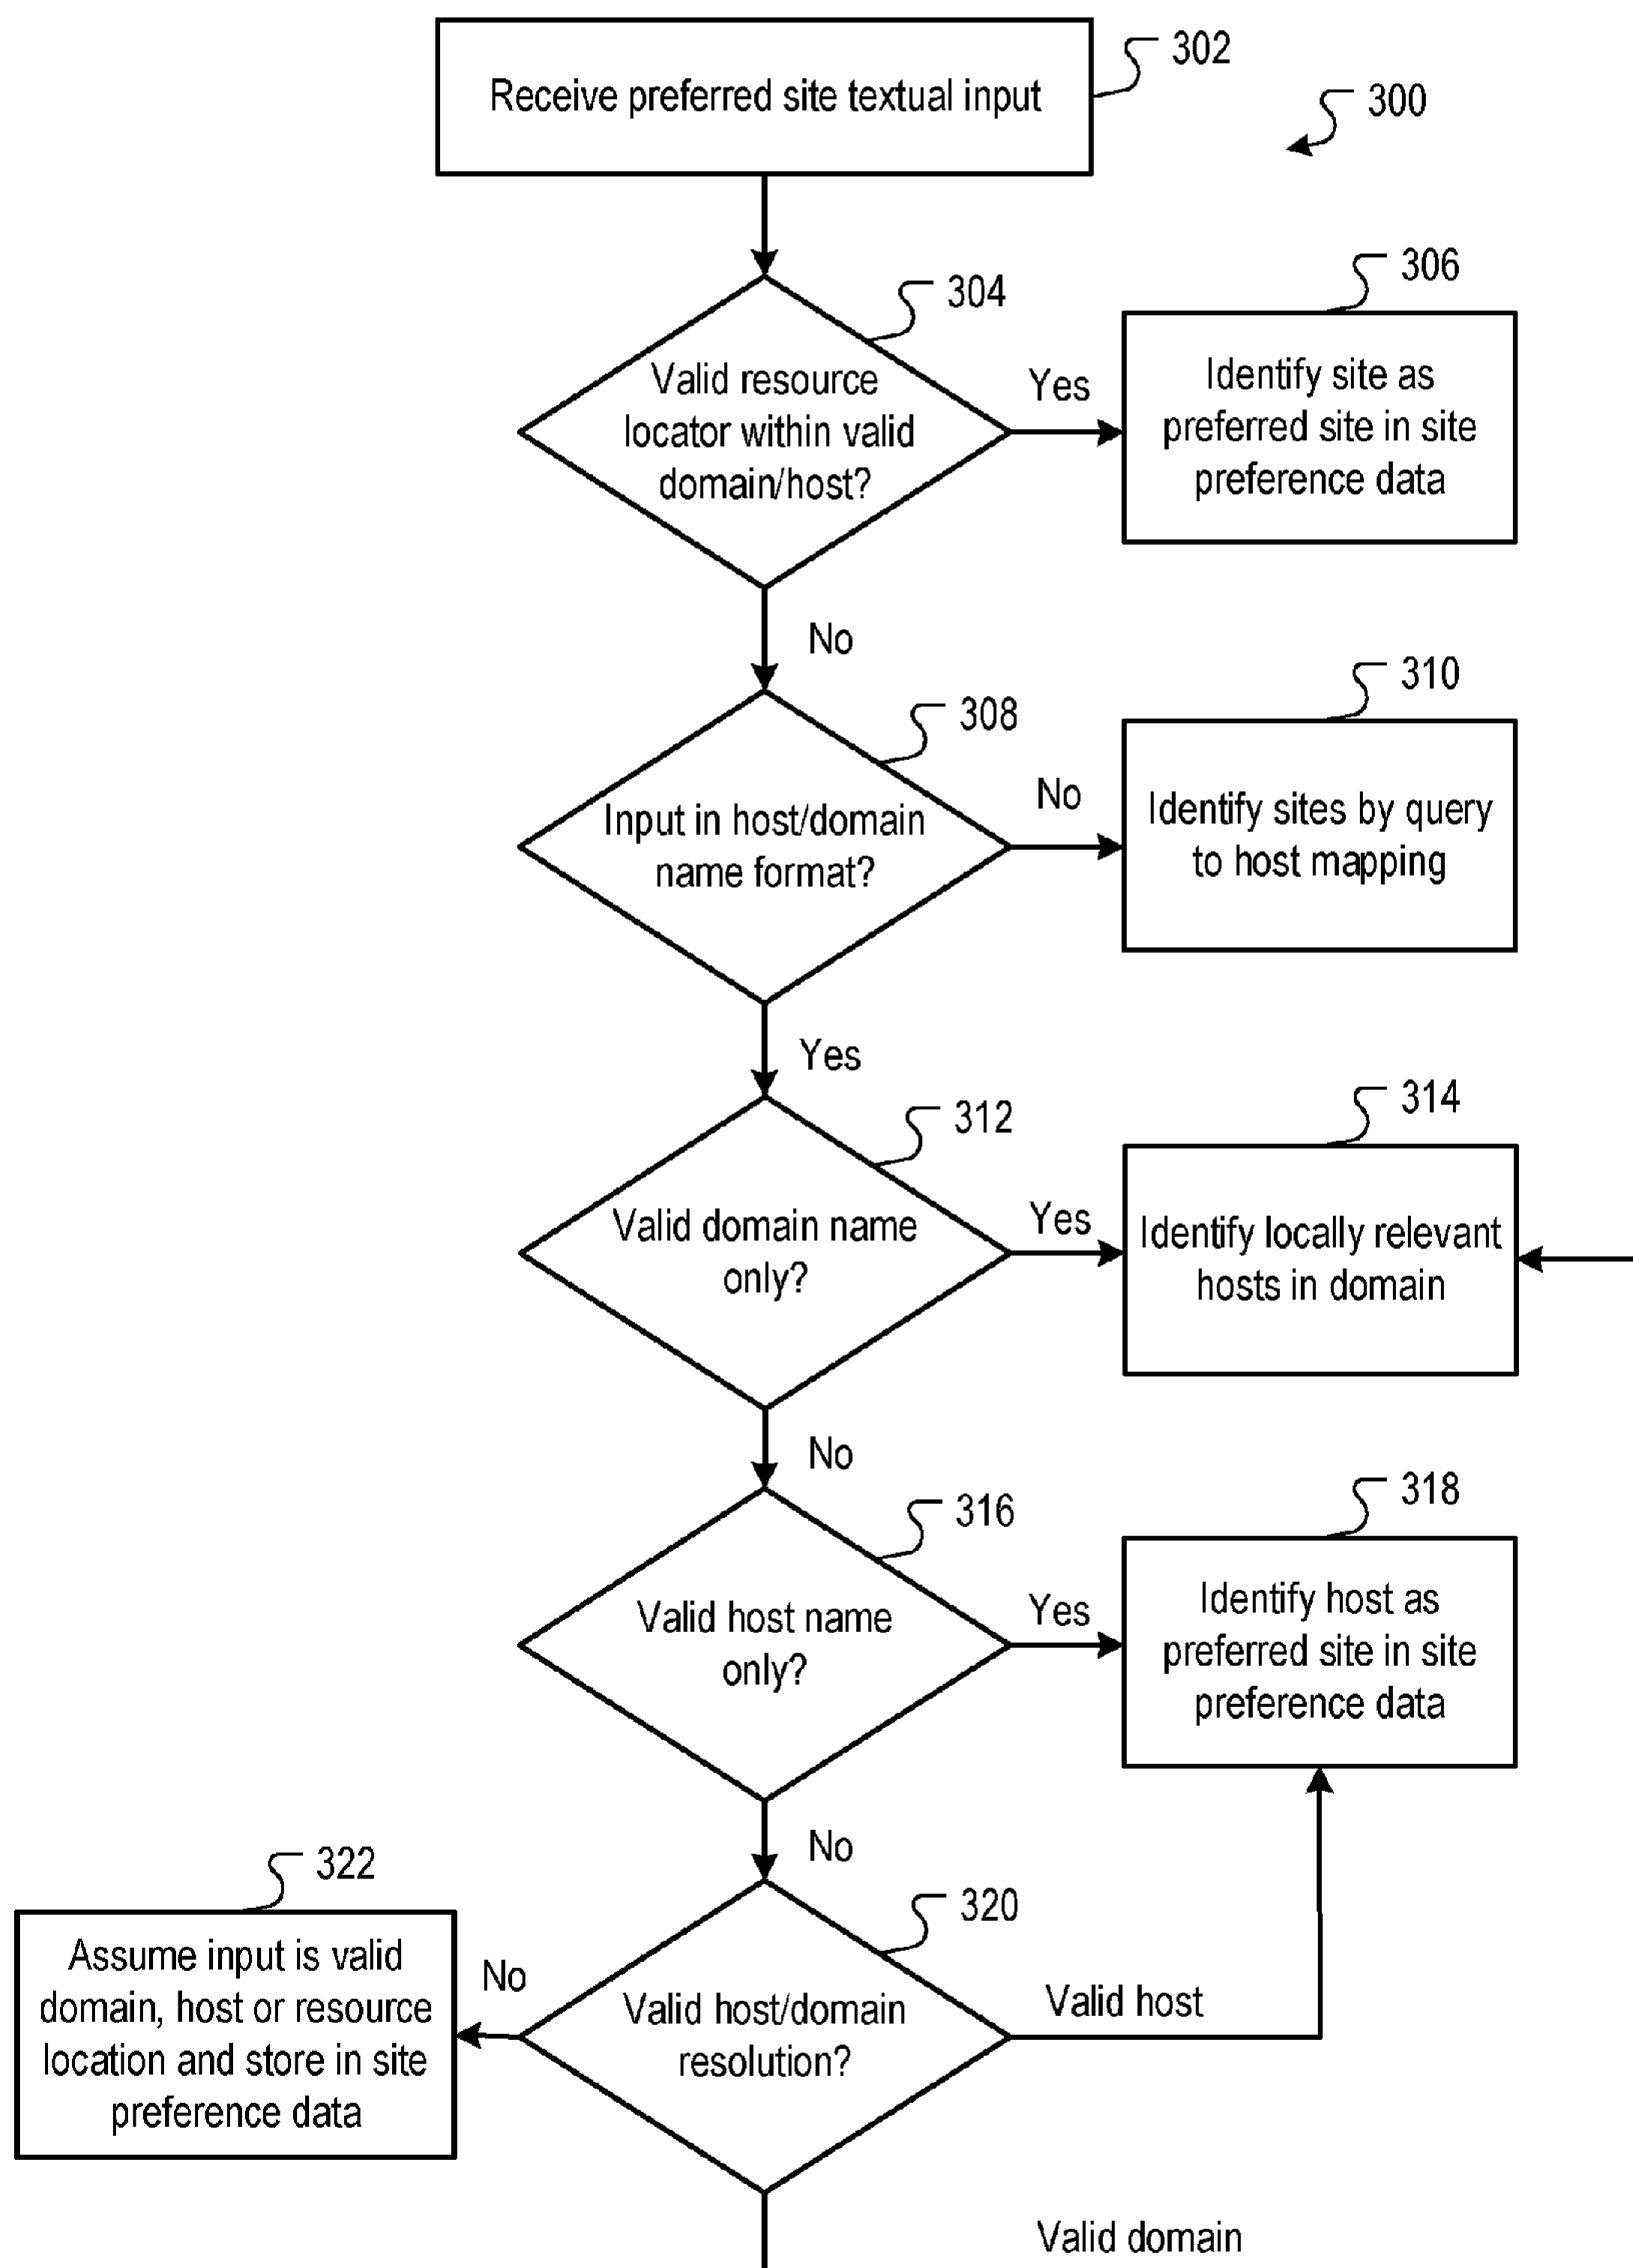 302
Receive preferred site textual input
300
304
306
Valid resource
locator within valid
domain/host?
Yes
Identify site as
preferred site in site
preference data
No
308
310
Input in host/domain
name format?
No
Identify sites by query
to host mapping
Yes
312
314
Valid domain name
only?
Yes
Identify locally relevant
hosts in domain
No
316
318
Valid host name
only?
Yes
Identify host as
preferred site in site
preference data
No
322
320
Assume input is valid
domain, host or resource
location and store in site
preference data
No
Valid host/domain
resolution?
Valid host
Valid domain